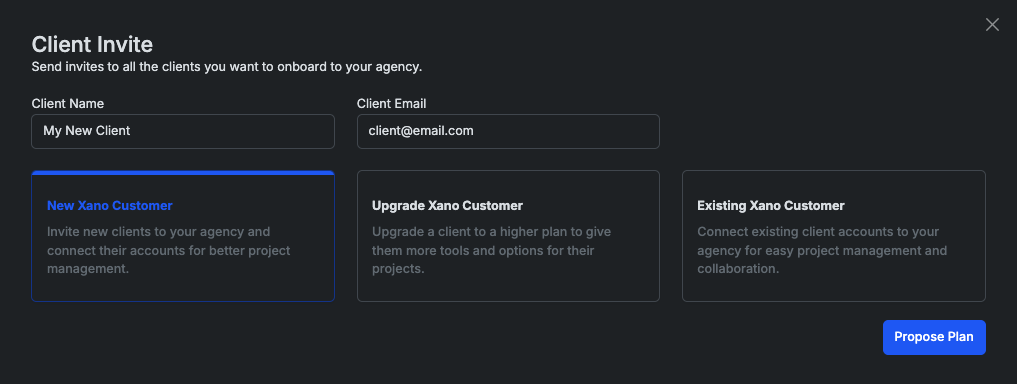 Client Invite
Send invites to all the clients you want to onboard to your agency.
Client Name
Client Email
My New Client
client@email.com
New Xano Customer
Invite new clients to your agency and
connect their accounts for better project
management.
Upgrade Xano Customer
Upgrade a client to a higher plan to give
them more tools and options for their
projects.
Existing Xano Customer
Connect existing client accounts to your
agency for easy project management and
collaboration.
Propose Plan